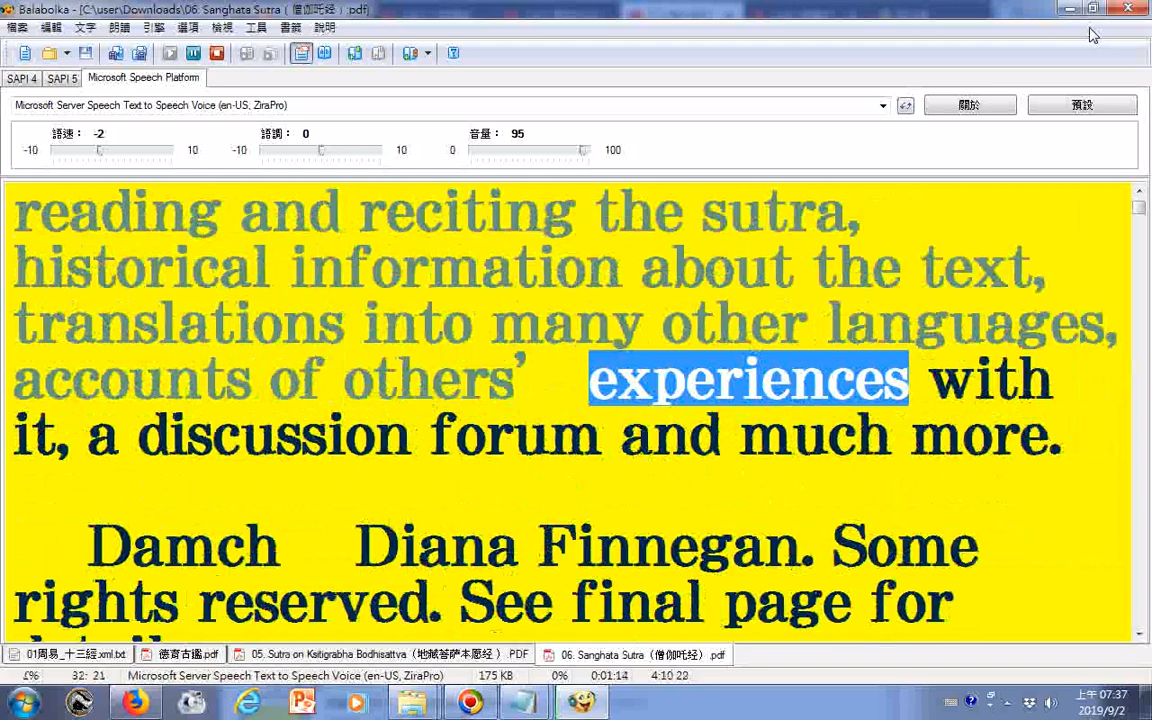 Balabolka - [C:\user\Downloads\06. Sanghata Sutra（僧伽吒经）.pdf]
檔案 編輯 文字 朗讀 引擎 選項 檢視 工具 書籤 說明
SAPI 4 SAPI 5 Microsoft Speech Platform
Microsoft Server Speech Text to Speech Voice (en-US, ZiraPro) 關於 預設
語速： -2 語調： 0 音量： 95
-10 10 -10 10 0 100
reading and reciting the sutra,
historical information about the text,
translations into many other languages,
accounts of others’ experiences with
it, a discussion forum and much more.
Damch Diana Finnegan. Some
rights reserved. See final page for
01周易_十三經.xml.txt 德育古鑑.pdf 05. Sutra on Ksitigrabha Bodhisattva（地藏菩萨本愿经）.PDF 06. Sanghata Sutra（僧伽吒经）.pdf
32: 21 Microsoft Server Speech Text to Speech Voice (en-US, ZiraPro) 175 KB 0% 0:01:14 4:10 22
上午 07:37
2019/9/2